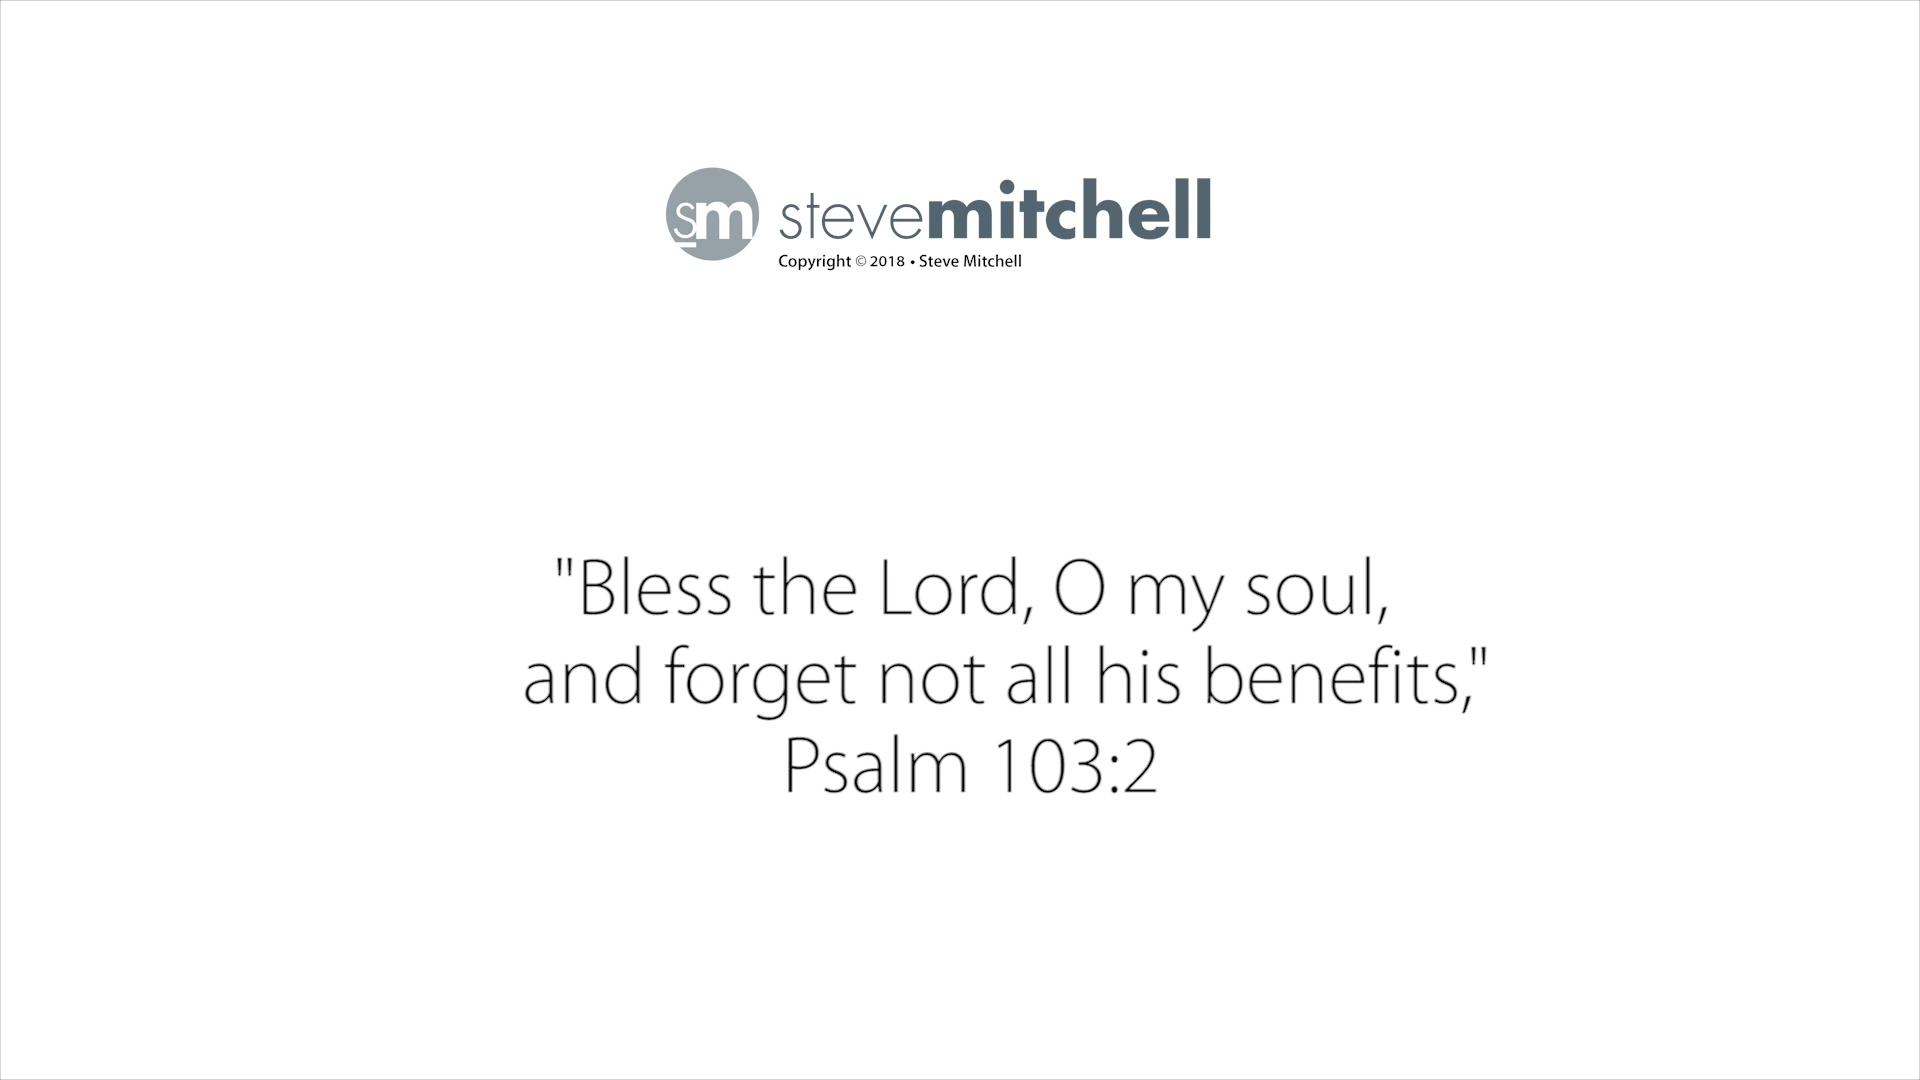 sm stevemitchell
Copyright © 2018 • Steve Mitchell
"Bless the Lord, O my soul,
and forget not all his benefits,"
Psalm 103:2